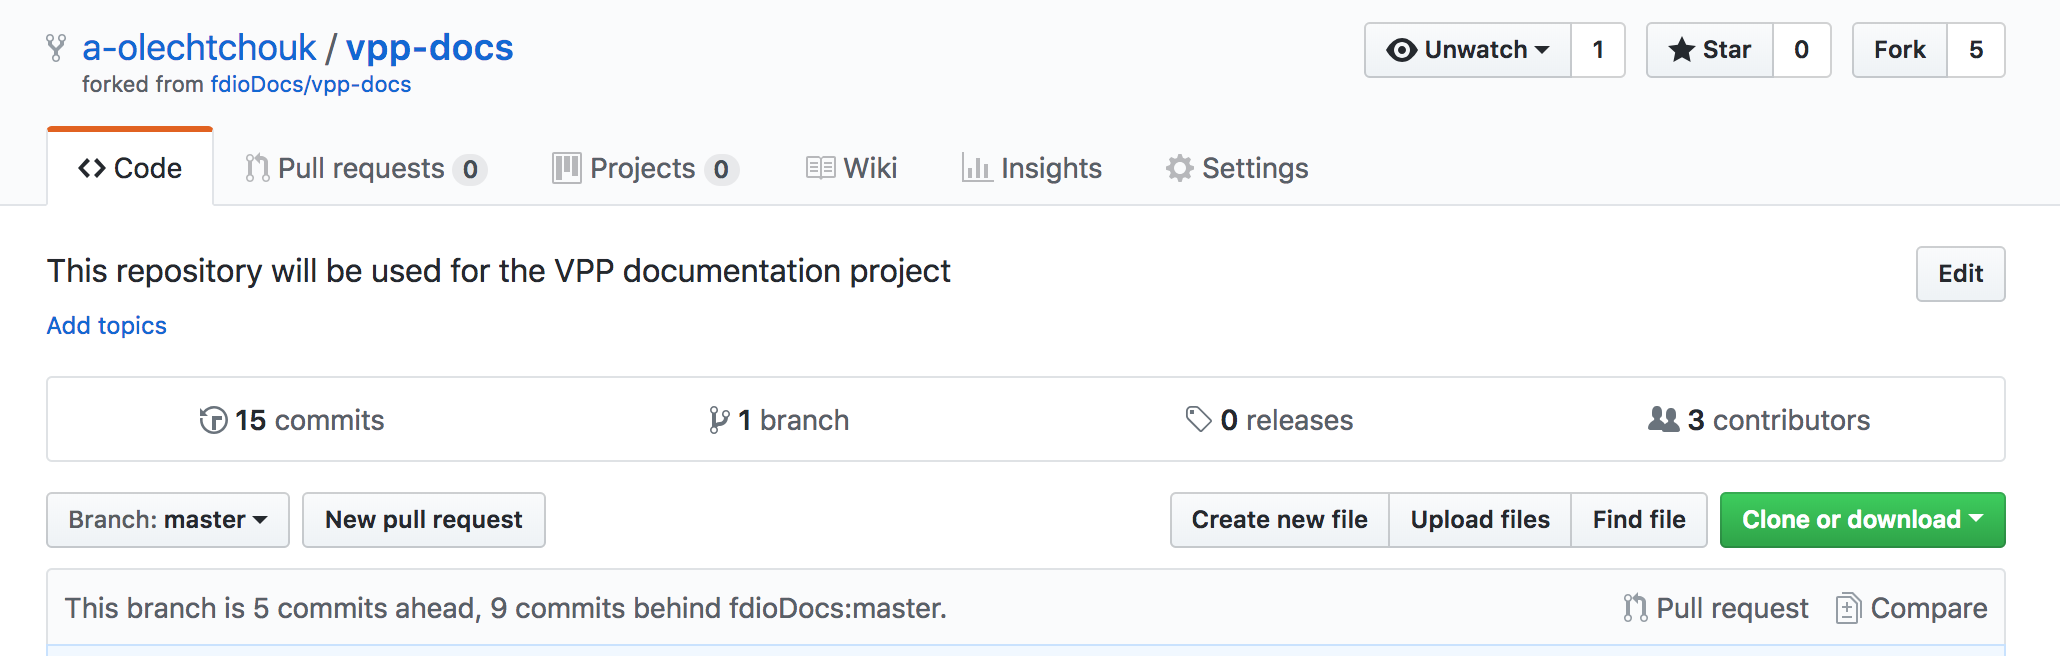 a-olechtchouk / vpp-docs
Unwatch 1 Star 0 Fork 5
forked from fdioDocs/vpp-docs
Code Pull requests 0 Projects 0 Wiki Insights Settings
This repository will be used for the VPP documentation project
Edit
Add topics
15 commits 1 branch 0 releases 3 contributors
Branch: master New pull request Create new file Upload files Find file Clone or download
This branch is 5 commits ahead, 9 commits behind fdioDocs:master. Pull request Compare